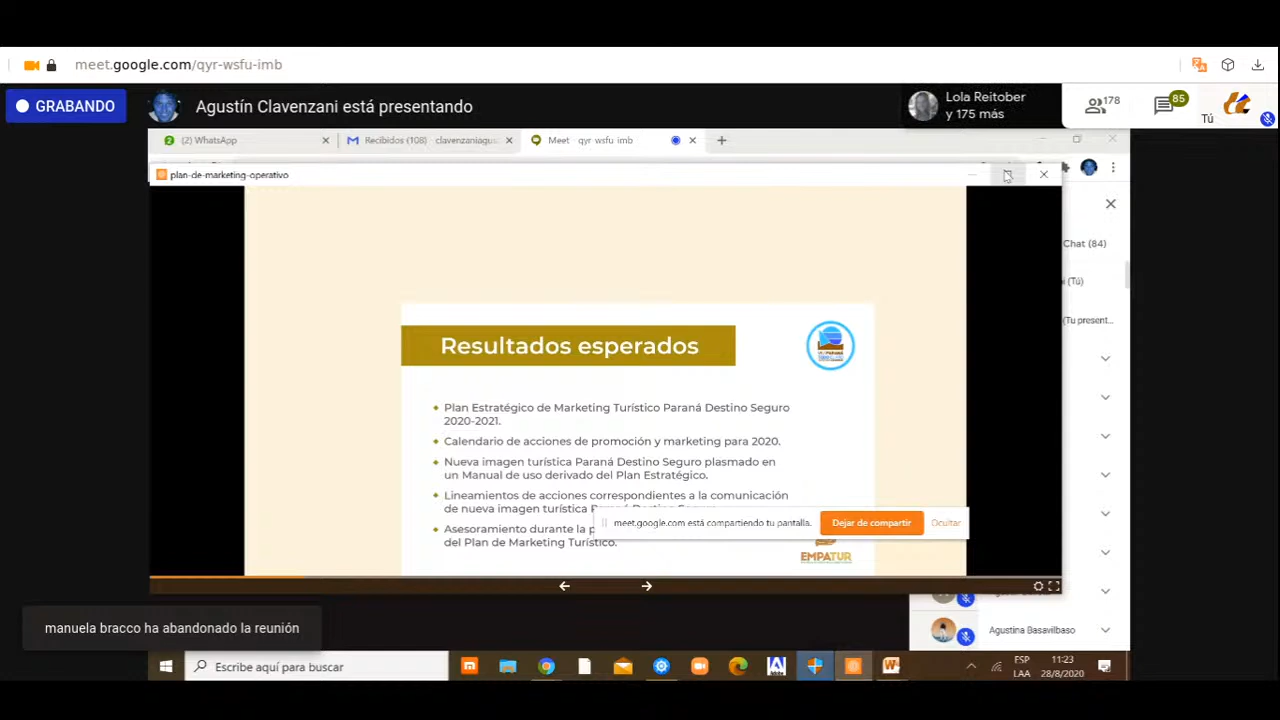 meet.google.com/qyr-wsfu-imb
GRABANDO
Agustín Clavenzani está presentando
Lola Reitober
y 175 más
178
85
Tú
(2) WhatsApp
Recibidos (108)
Meet qyr wsfu imb
plan-de-marketing-operativo
Chat (84)
(Tú)
(Tu present...
Resultados esperados
Plan Estratégico de Marketing Turístico Paraná Destino Seguro
2020-2021.
Calendario de acciones de promoción y marketing para 2020.
Nueva imagen turística Paraná Destino Seguro plasmado en
un Manual de uso derivado del Plan Estratégico.
Lineamientos de acciones correspondientes a la comunicación
de nueva imagen turística
meet.google.com está compartiendo tu pantalla.
Dejar de compartir
Ocultar
Asesoramiento durante la
del Plan de Marketing Turístico.
EMPATUR
manuela bracco ha abandonado la reunión
Agustina Basavilbaso
Escribe aquí para buscar
ESP
LAA
11:23
28/8/2020